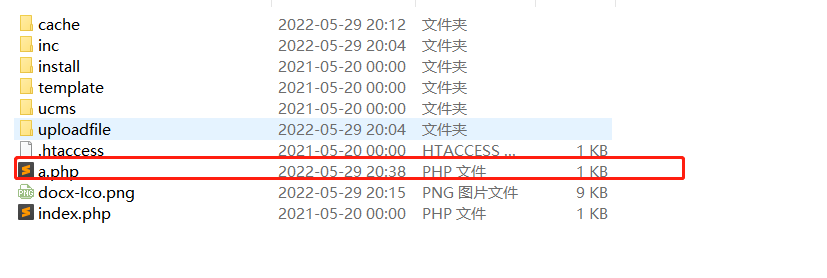 cache 2022-05-29 20:12 文件夹
inc 2022-05-29 20:04 文件夹
install 2021-05-20 00:00 文件夹
template 2021-05-20 00:00 文件夹
ucms 2021-05-20 00:00 文件夹
uploadfile 2022-05-29 20:04 文件夹
.htaccess 2021-05-20 00:00 HTACCESS ... 1 KB
a.php 2022-05-29 20:38 PHP 文件 1 KB
docx-Ico.png 2022-05-29 20:15 PNG 图片文件 9 KB
index.php 2021-05-20 00:00 PHP 文件 1 KB